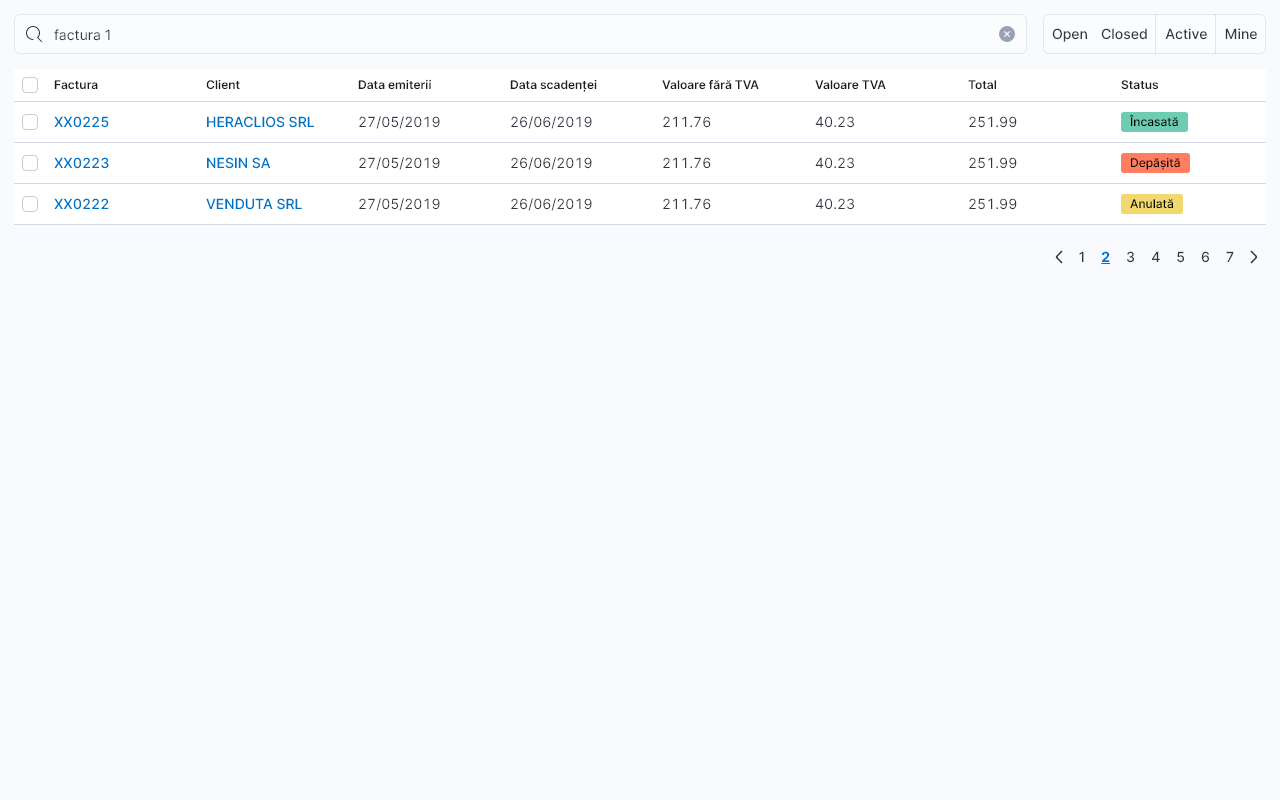 factura 1
Open Closed Active Mine
Factura Client Data emiterii Data scadenței Valoare fără TVA Valoare TVA Total Status
XX0225 HERACLIOS SRL 27/05/2019 26/06/2019 211.76 40.23 251.99 Încasată
XX0223 NESIN SA 27/05/2019 26/06/2019 211.76 40.23 251.99 Depășită
XX0222 VENDUTA SRL 27/05/2019 26/06/2019 211.76 40.23 251.99 Anulată
1 2 3 4 5 6 7